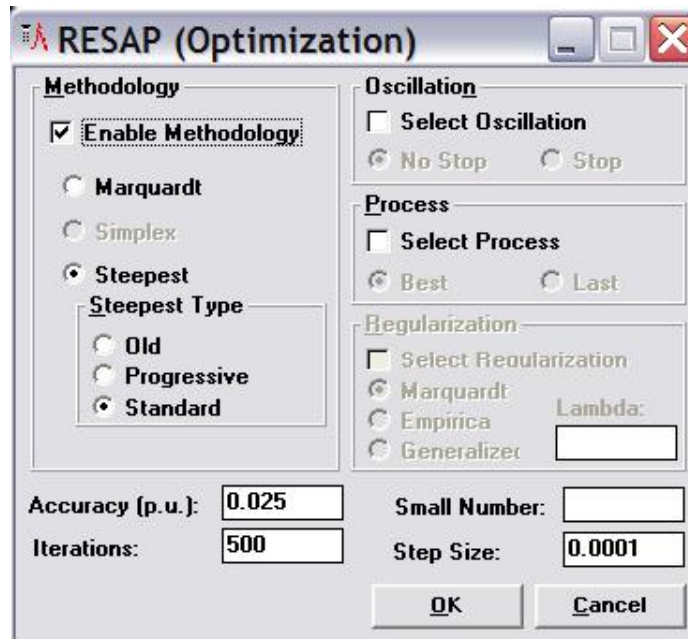 RESAP (Optimization)
Methodology
Enable Methodology
Marquardt
Simplex
Steepest
Steepest Type
Old
Progressive
Standard
Oscillation
Select Oscillation
No Stop
Stop
Process
Select Process
Best
Last
Regularization
Select Regularization
Marquardt
Empirica
Generalized
Lambda:
Accuracy (p.u.): 0.025
Iterations: 500
Small Number:
Step Size: 0.0001
OK
Cancel